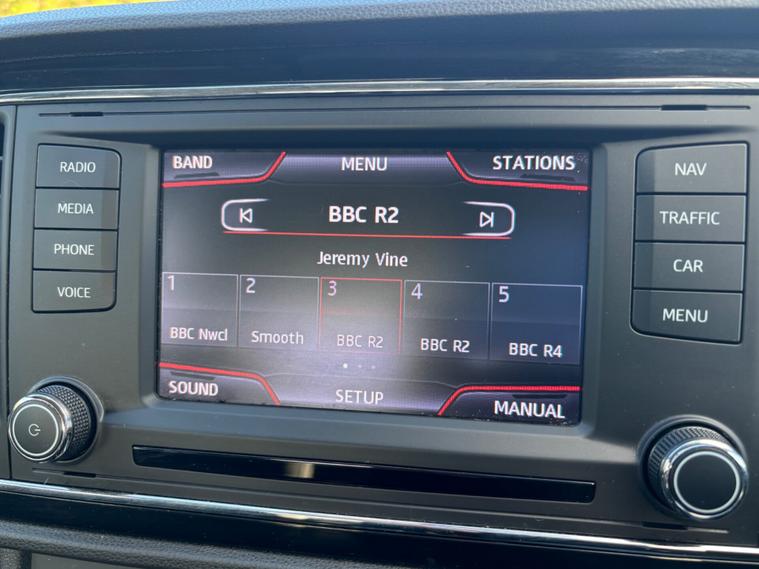 RADIO
MEDIA
PHONE
VOICE
BAND
MENU
STATIONS
BBC R2
Jeremy Vine
1 2 3 4 5
BBC Nwcl Smooth BBC R2 BBC R2 BBC R4
SOUND
SETUP
MANUAL
NAV
TRAFFIC
CAR
MENU